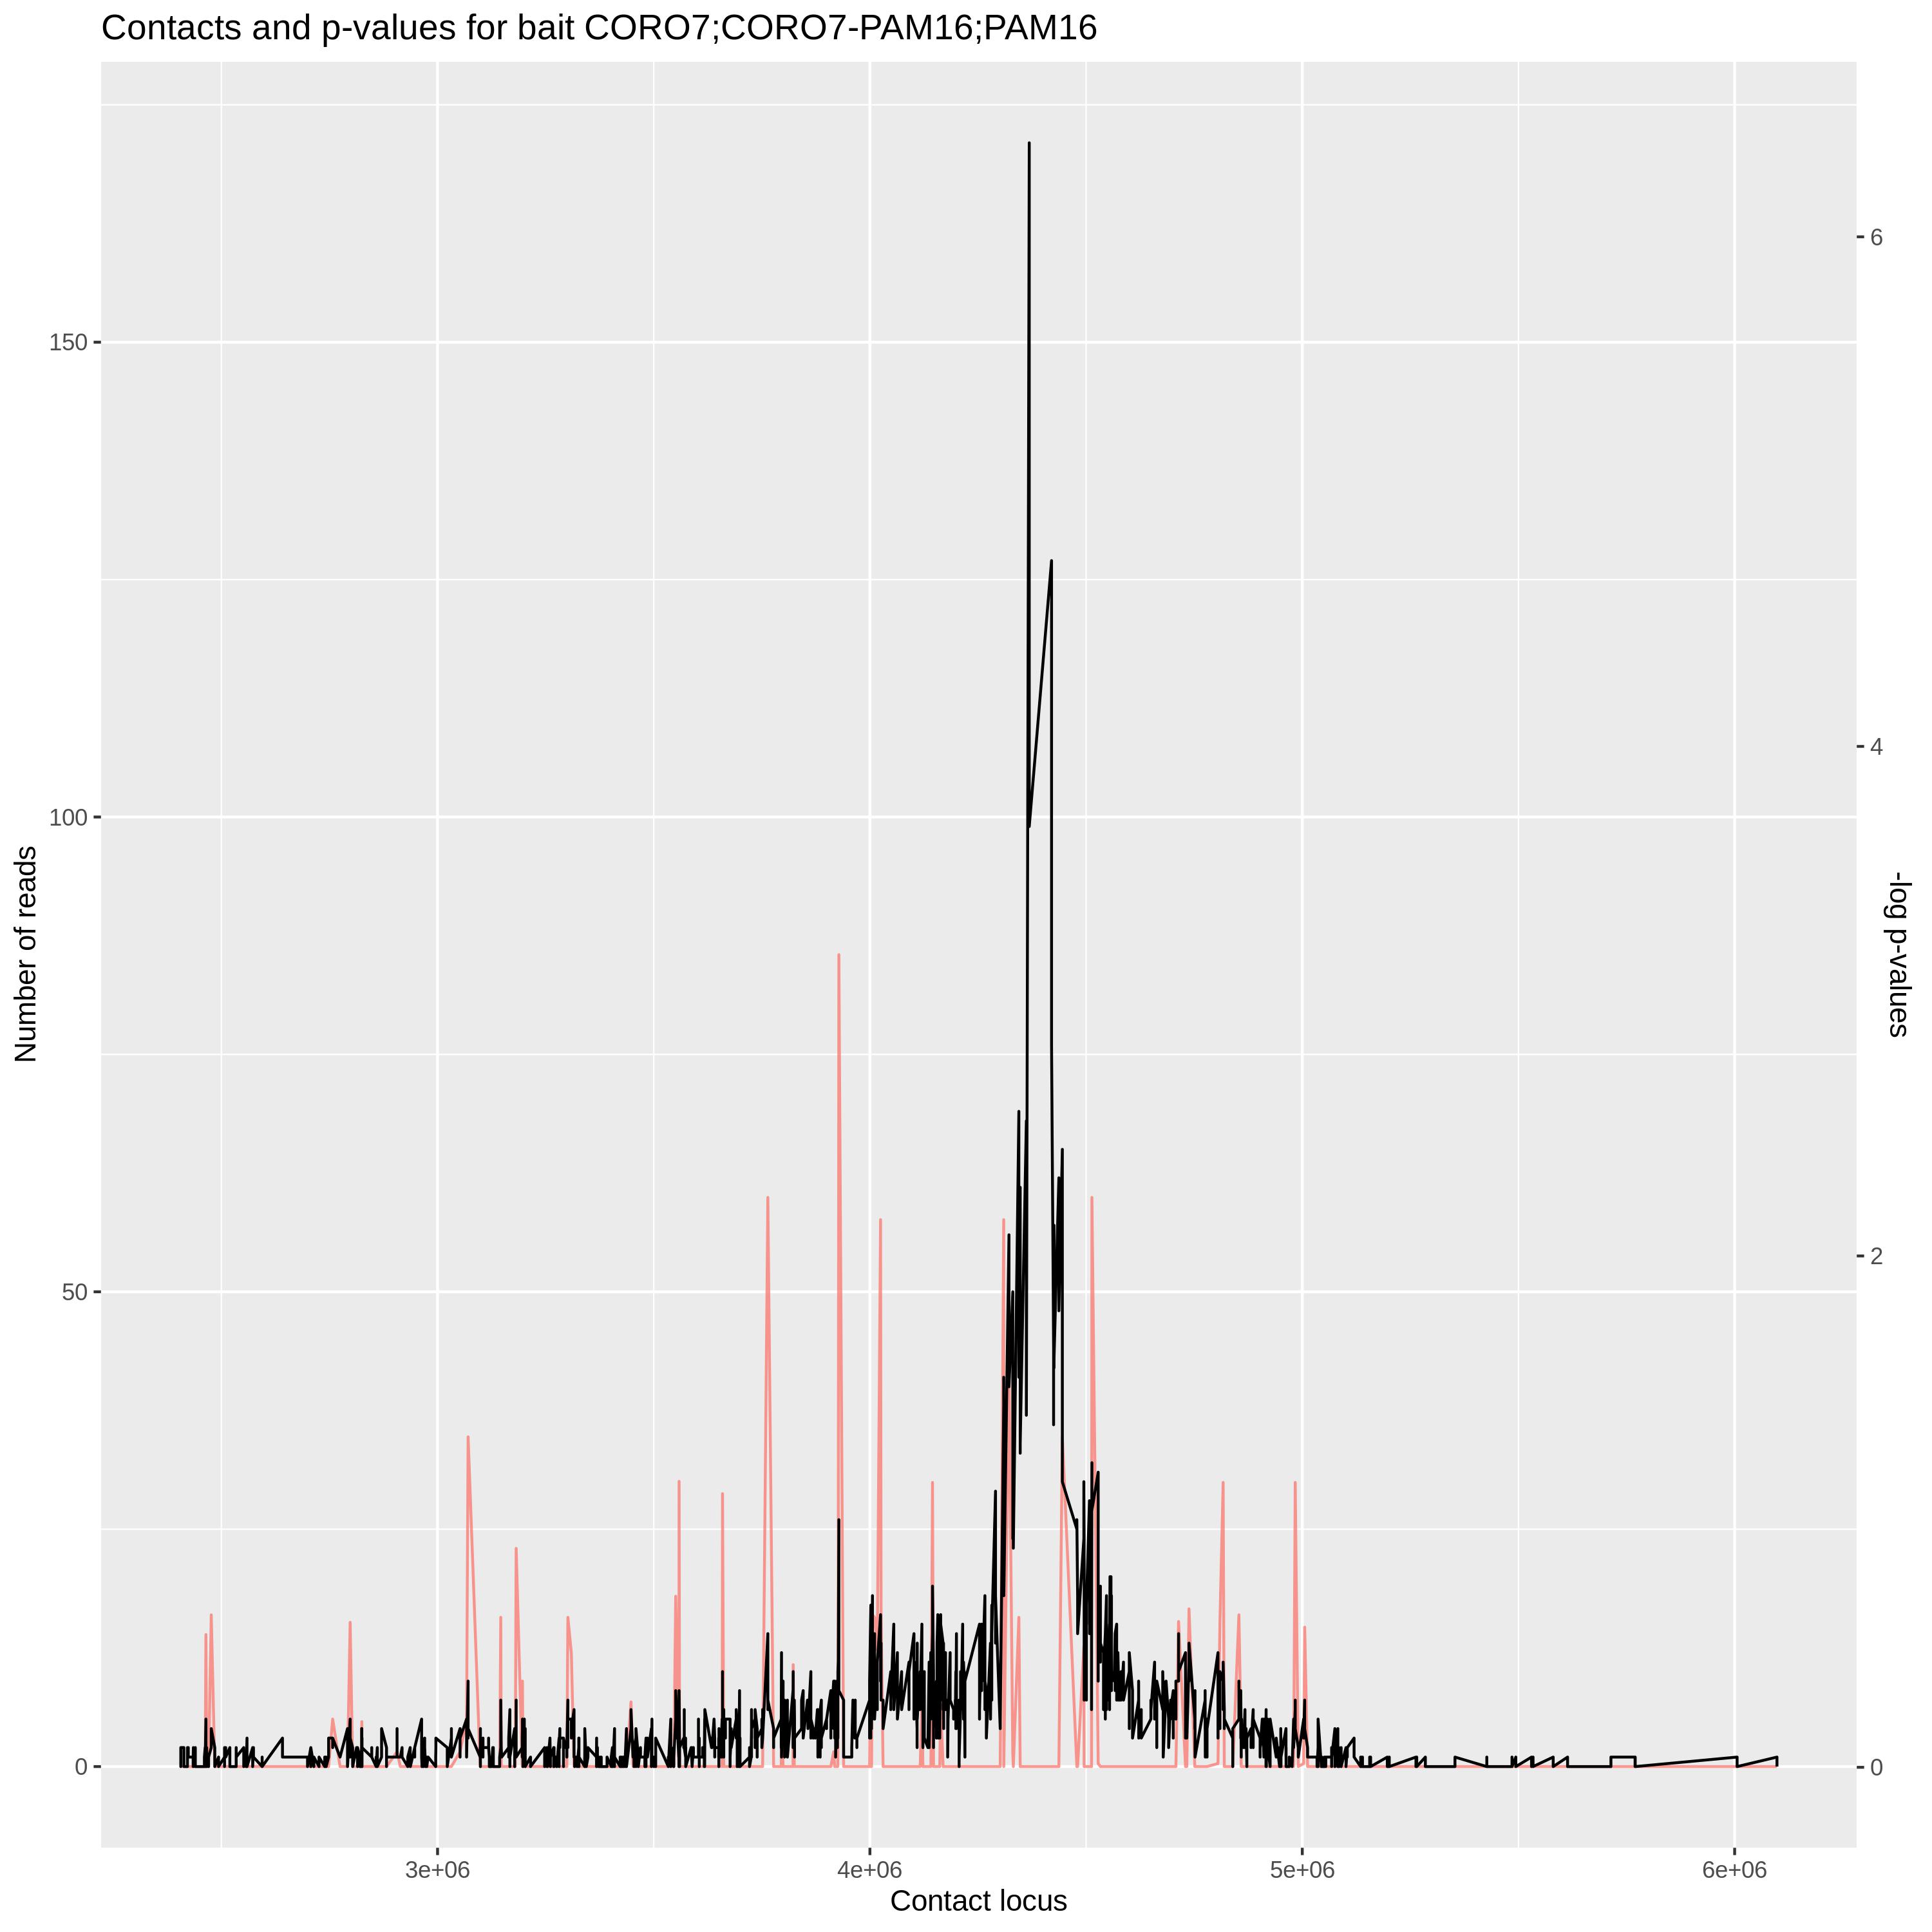 Contacts and p-values for bait CORO7;CORO7-PAM16;PAM16
150
100
50
0
Number of reads
6
4
2
0
-log p-values
3e+06
4e+06
5e+06
6e+06
Contact locus